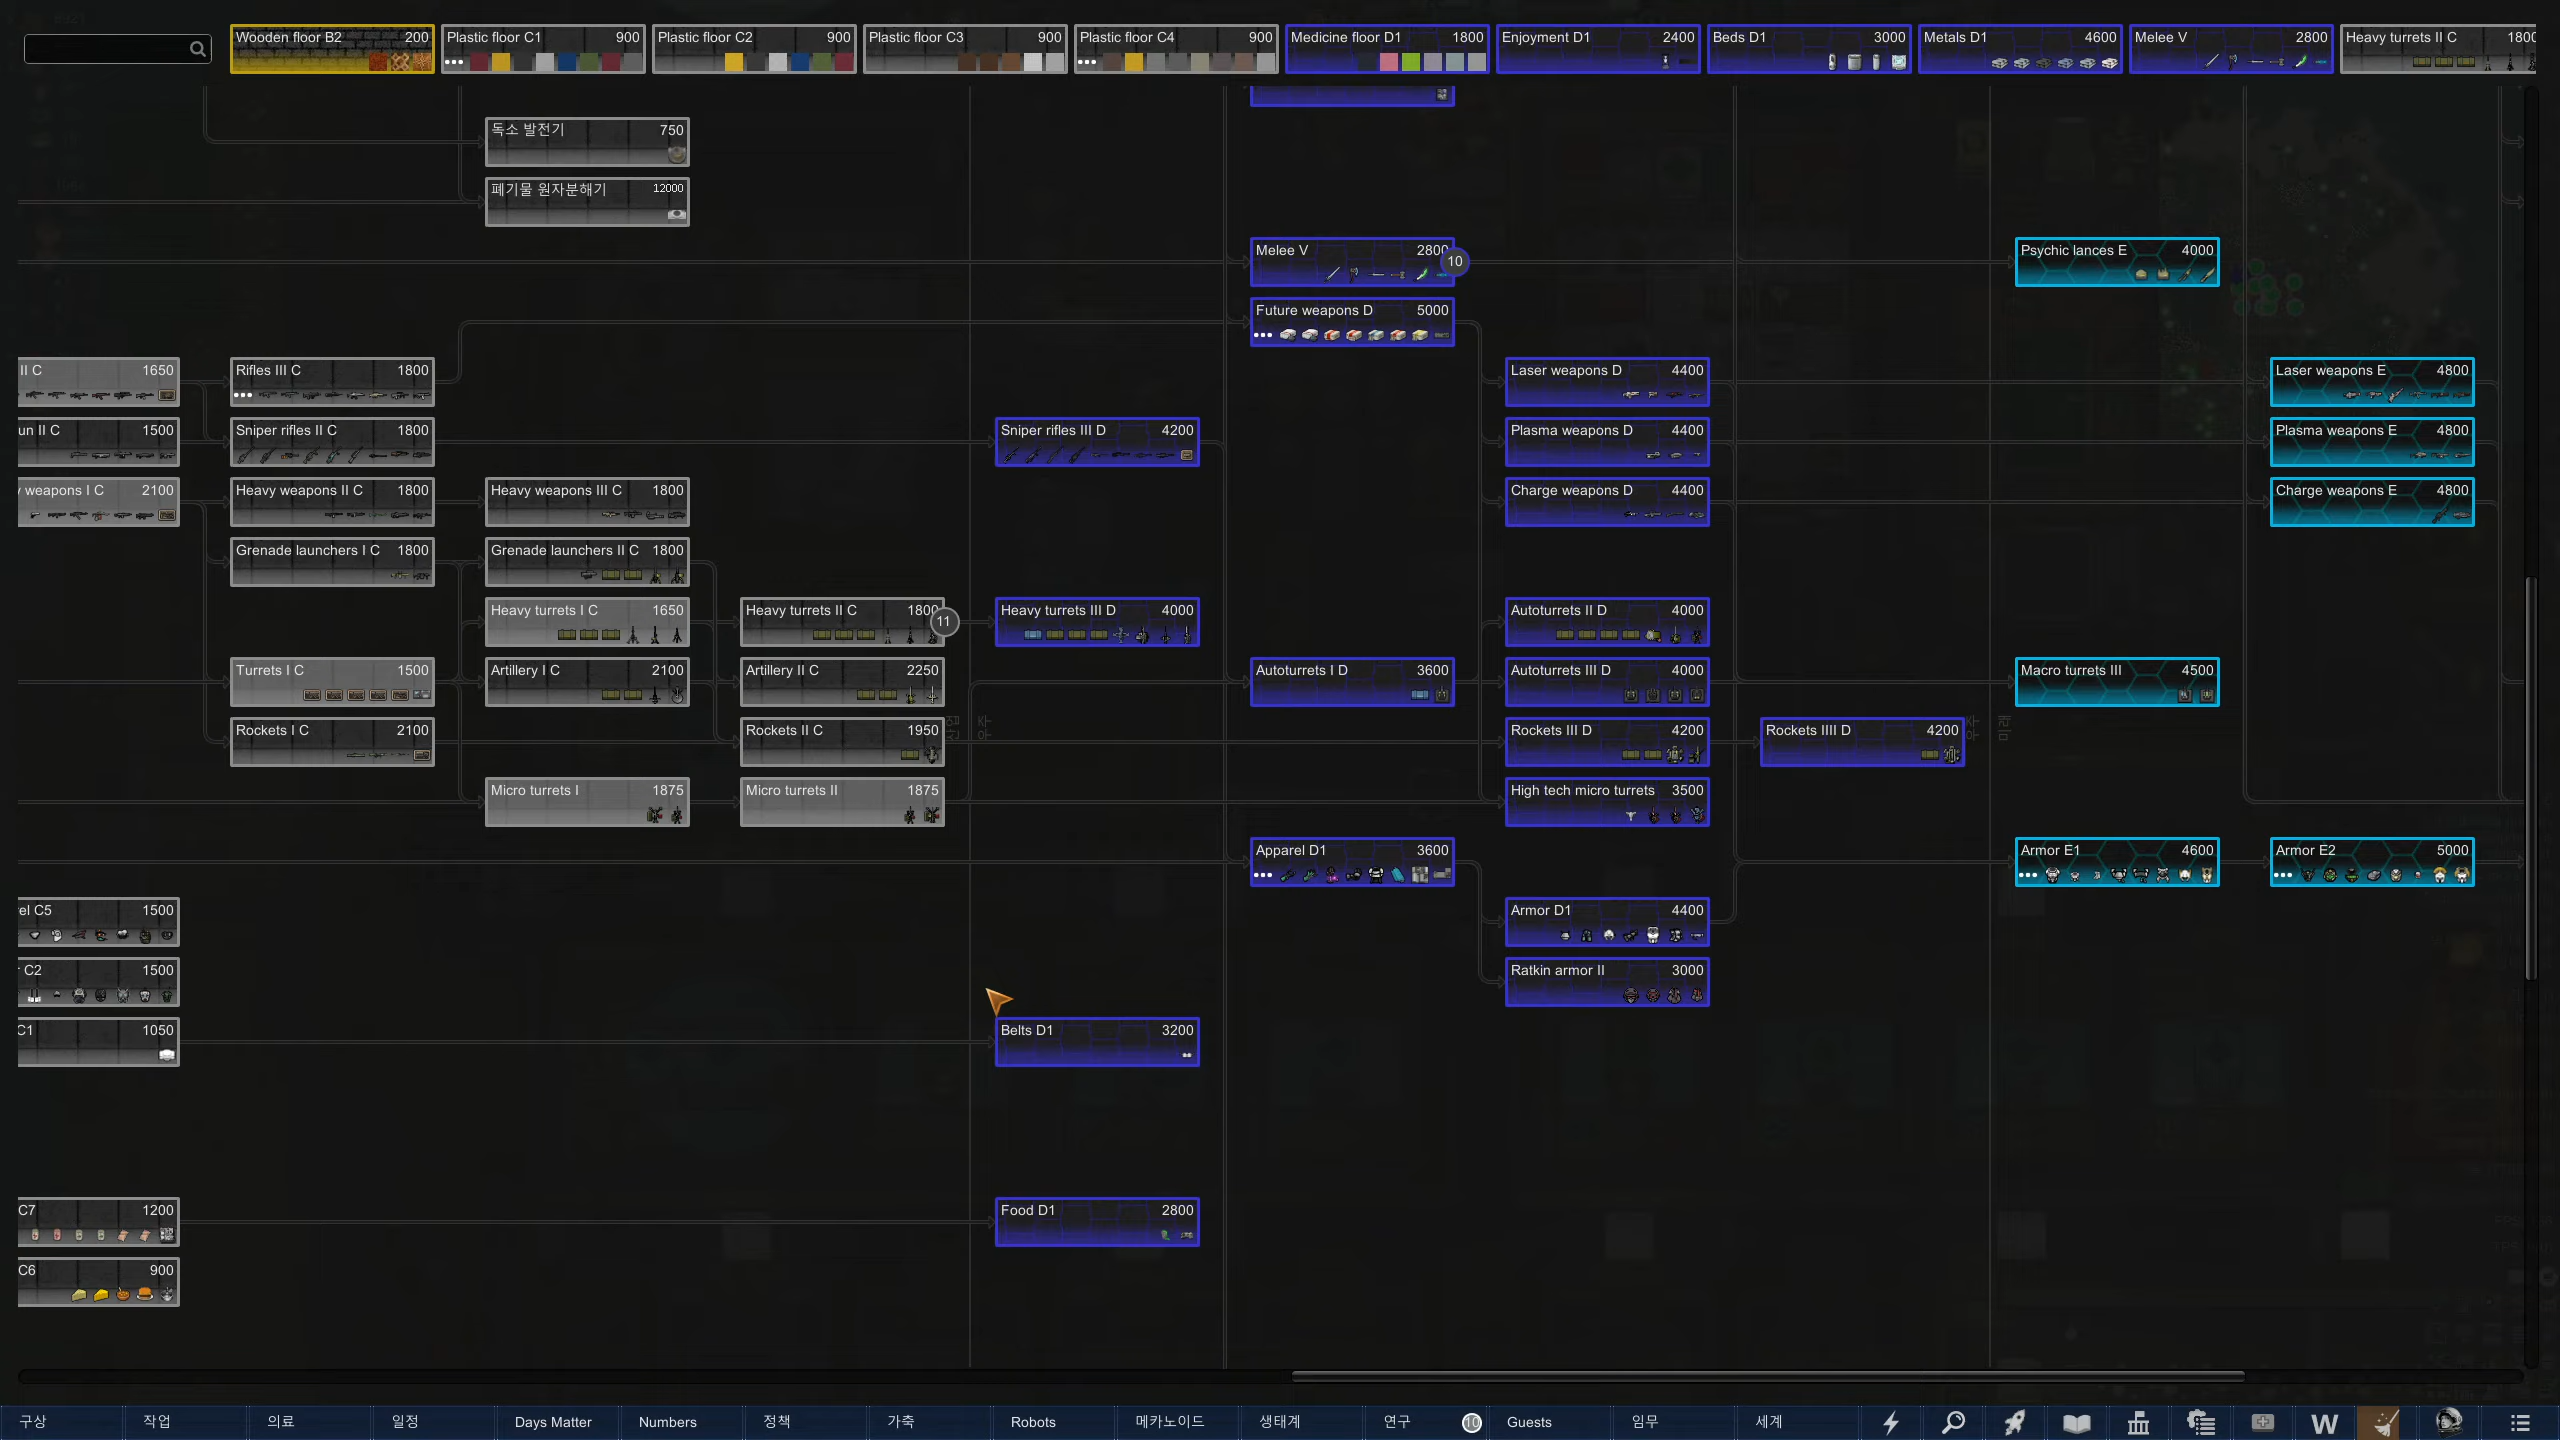 Wooden floor B2 200
Plastic floor C1 900
Plastic floor C2 900
Plastic floor C3 900
Plastic floor C4 900
Medicine floor D1 1800
Enjoyment D1 2400
Beds D1 3000
Metals D1 4600
Melee V 2800
Heavy turrets II C 1800
독소 발전기 750
폐기물 원자분해기 12000
Melee V 2800
10
Psychic lances E 4000
Future weapons D 5000
II C 1650
Rifles III C 1800
Laser weapons D 4400
Laser weapons E 4800
un II C 1500
Sniper rifles II C 1800
Sniper rifles III D 4200
Plasma weapons D 4400
Plasma weapons E 4800
weapons I C 2100
Heavy weapons II C 1800
Heavy weapons III C 1800
Charge weapons D 4400
Charge weapons E 4800
Grenade launchers I C 1800
Grenade launchers II C 1800
Heavy turrets I C 1650
Heavy turrets II C 1800
11
Heavy turrets III D 4000
Autoturrets II D 4000
Turrets I C 1500
Artillery I C 2100
Artillery II C 2250
Autoturrets I D 3600
Autoturrets III D 4000
Macro turrets III 4500
Rockets I C 2100
Rockets II C 1950
Rockets III D 4200
Rockets IIII D 4200
Micro turrets I 1875
Micro turrets II 1875
High tech micro turrets 3500
Apparel D1 3600
Armor E1 4600
Armor E2 5000
el C5 1500
Armor D1 4400
C2 1500
Ratkin armor II 3000
C1 1050
Belts D1 3200
C7 1200
Food D1 2800
C6 900
구상
작업
의료
일정
Days Matter
Numbers
정책
가축
Robots
메카노이드
생태계
연구
10
Guests
임무
세계
W